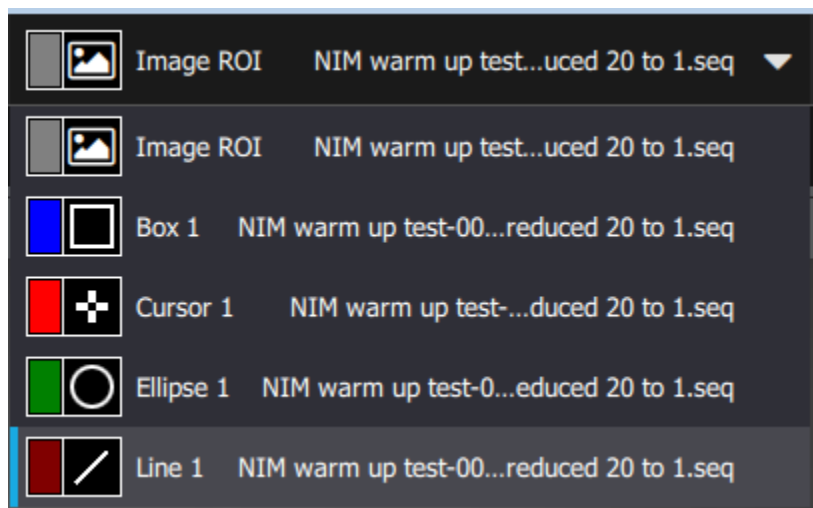 Image ROI NIM warm up test...uced 20 to 1.seq
Image ROI NIM warm up test...uced 20 to 1.seq
Box 1 NIM warm up test-00...reduced 20 to 1.seq
Cursor 1 NIM warm up test-...duced 20 to 1.seq
Ellipse 1 NIM warm up test-0...educed 20 to 1.seq
Line 1 NIM warm up test-00...reduced 20 to 1.seq